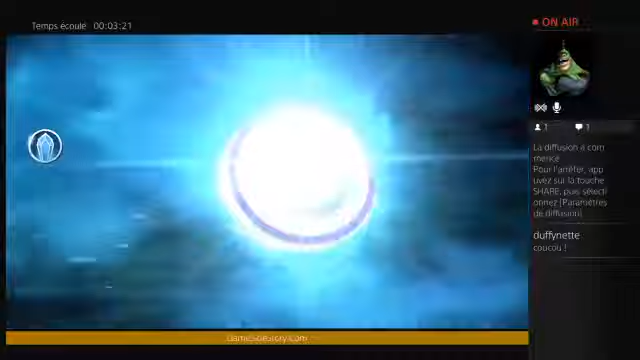 Temps écoulé 00:03:21
ON AIR
1 1
La diffusion a com
mencé
Pour l'arrêter, app
uyez sur la touche
SHARE, puis sélecti
onnez [Paramètres
de diffusion]
duffynette
coucou !